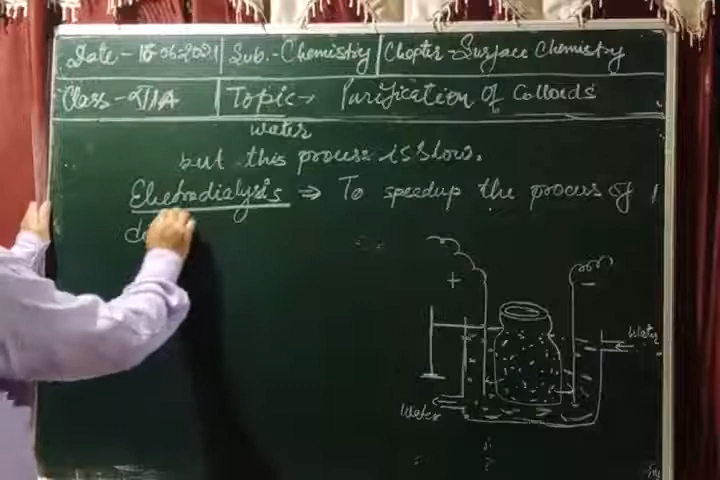 Date - 16-06-2021 Sub. - Chemistry Chapter - Surface Chemistry
Class - XIIA Topic → Purification Of Colloids
water
but this process is slow.
Electrodialysis ⇒ To speedup the process of
+ −
Water
Water